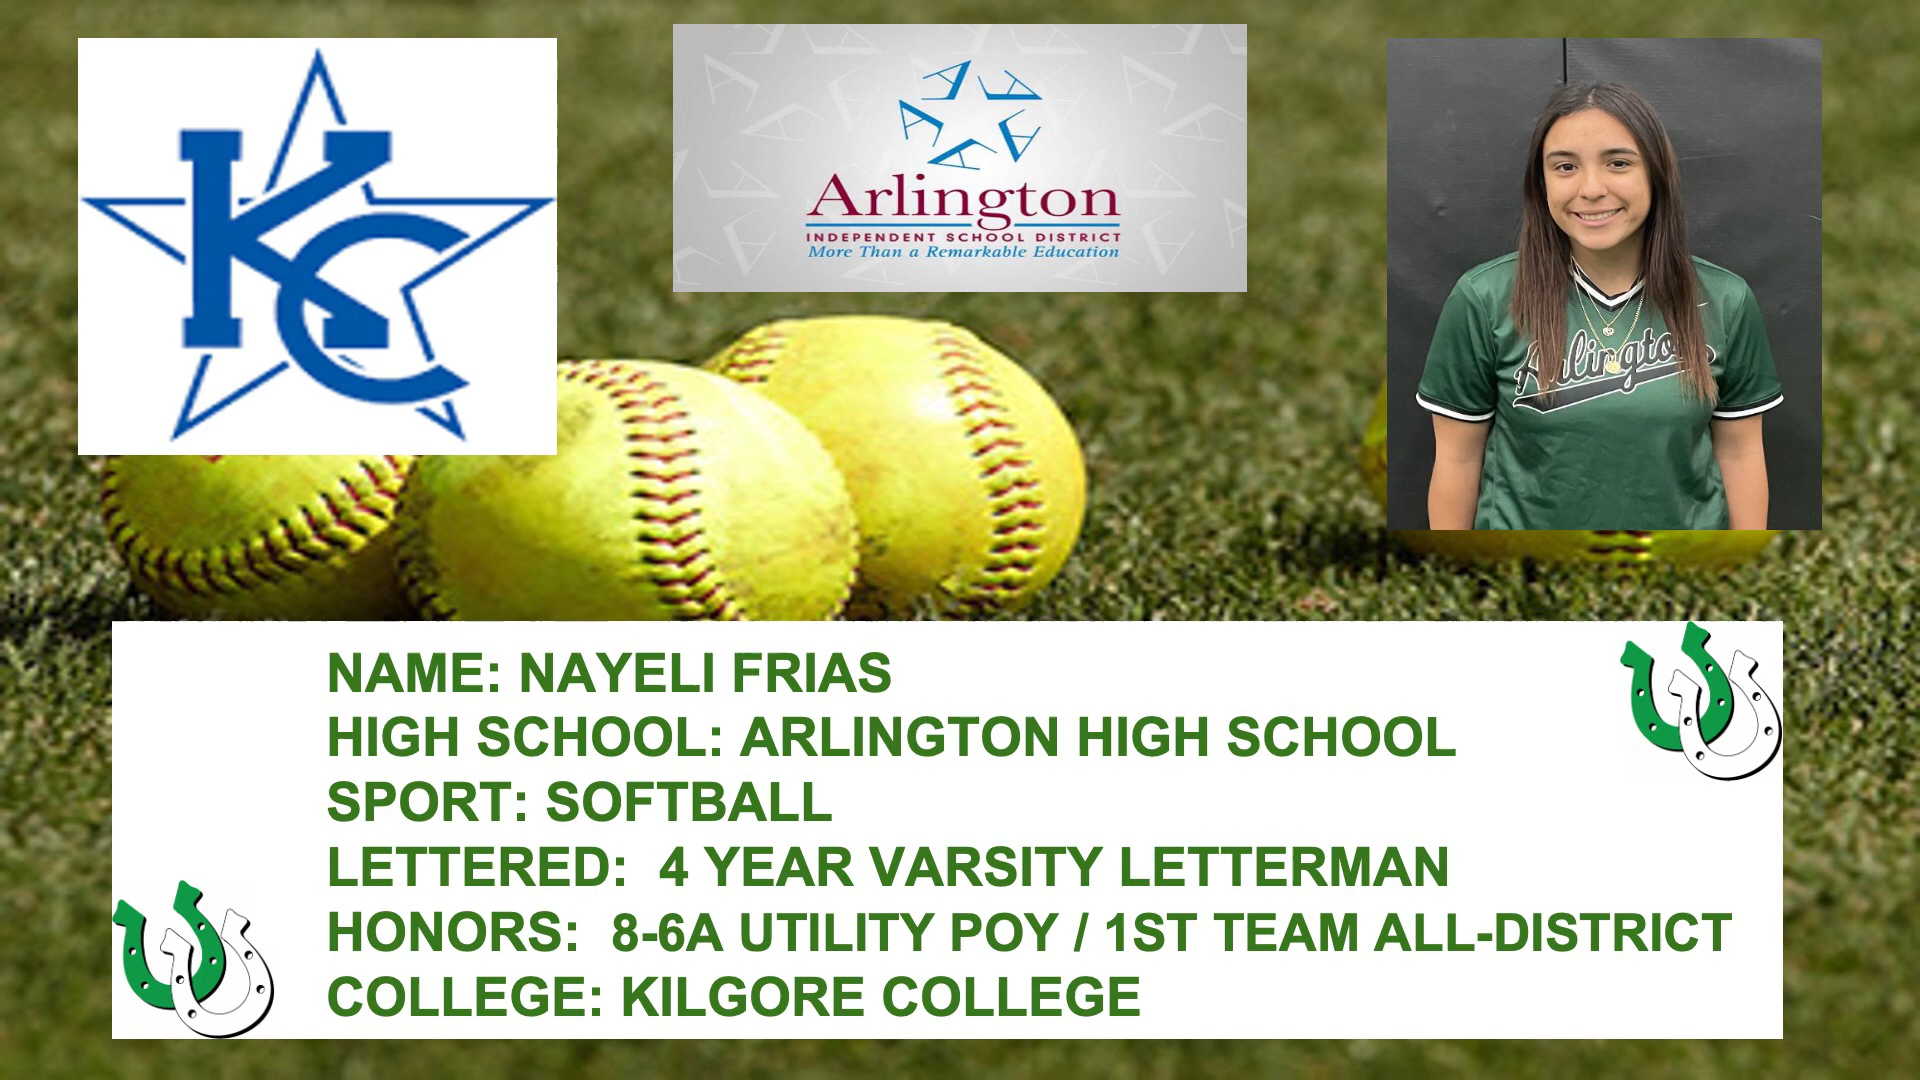 KC
Arlington
INDEPENDENT SCHOOL DISTRICT
More Than a Remarkable Education
Arlington
NAME: NAYELI FRIAS
HIGH SCHOOL: ARLINGTON HIGH SCHOOL
SPORT: SOFTBALL
LETTERED: 4 YEAR VARSITY LETTERMAN
HONORS: 8-6A UTILITY POY / 1ST TEAM ALL-DISTRICT
COLLEGE: KILGORE COLLEGE